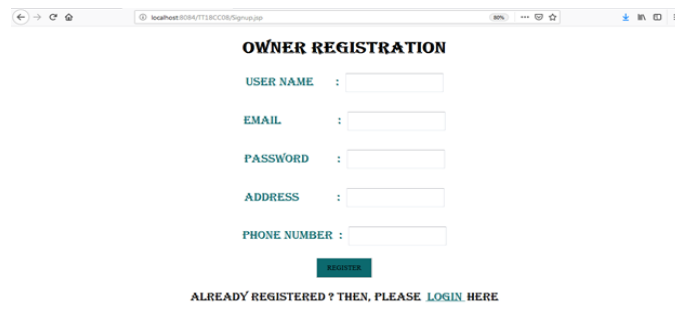 localhost:8084/TT18CC08/Signup.jsp 80%
OWNER REGISTRATION
USER NAME :
EMAIL :
PASSWORD :
ADDRESS :
PHONE NUMBER :
REGISTER
ALREADY REGISTERED ? THEN, PLEASE LOGIN HERE